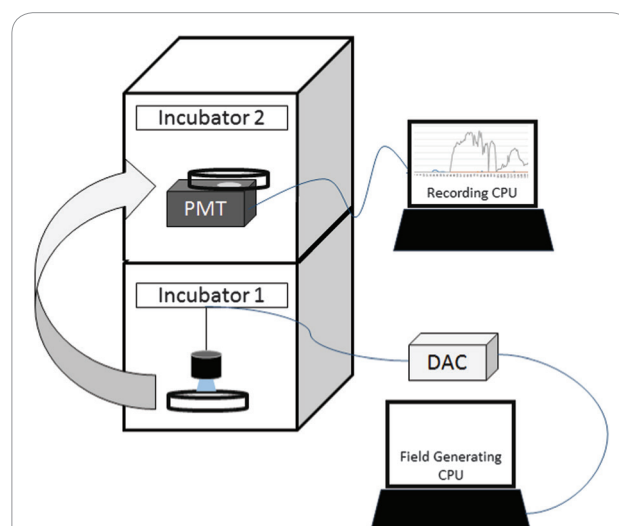 Incubator 2
PMT
Recording CPU
Incubator 1
DAC
Field Generating
CPU